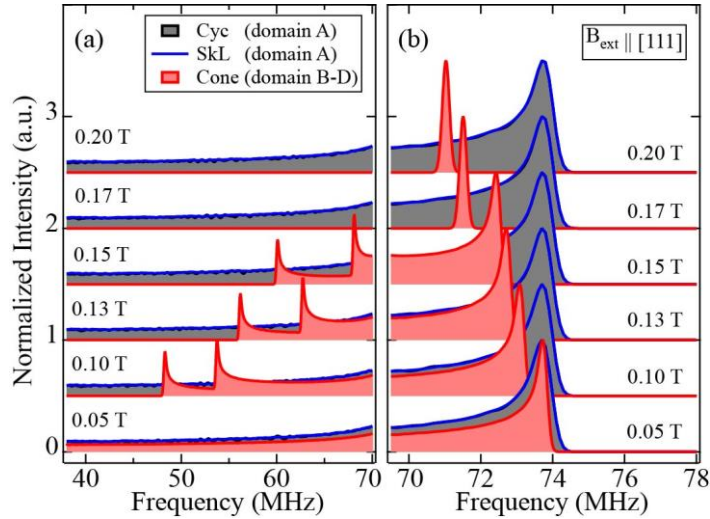 (a)
Cyc (domain A)
SkL (domain A)
Cone (domain B-D)
(b)
B_ext || [111]
Normalized Intensity (a.u.)
3
2
1
0
0.20 T
0.17 T
0.15 T
0.13 T
0.10 T
0.05 T
0.20 T
0.17 T
0.15 T
0.13 T
0.10 T
0.05 T
40 50 60 70
70 72 74 76 78
Frequency (MHz)
Frequency (MHz)